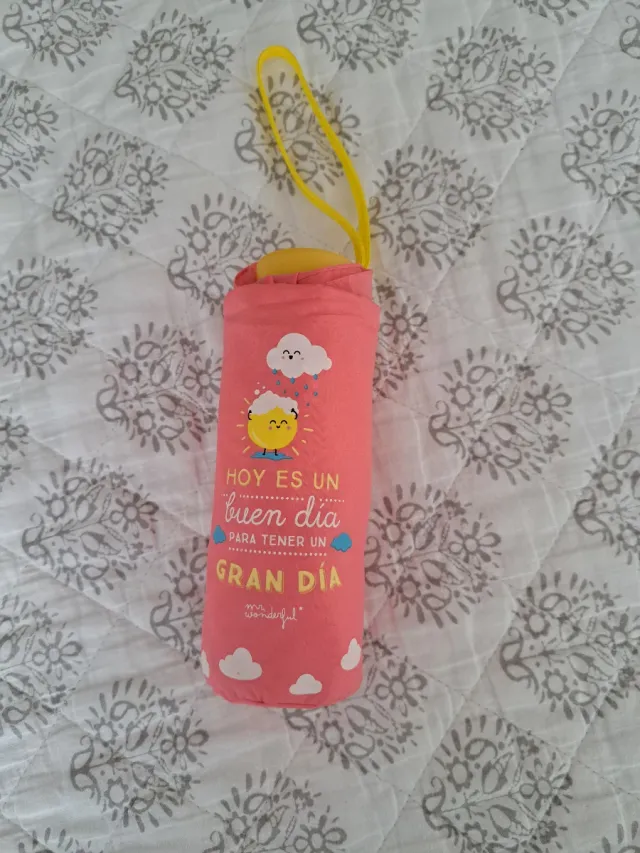 HOY ES UN
buen día
PARA TENER UN
GRAN DÍA
mr.
wonderful*